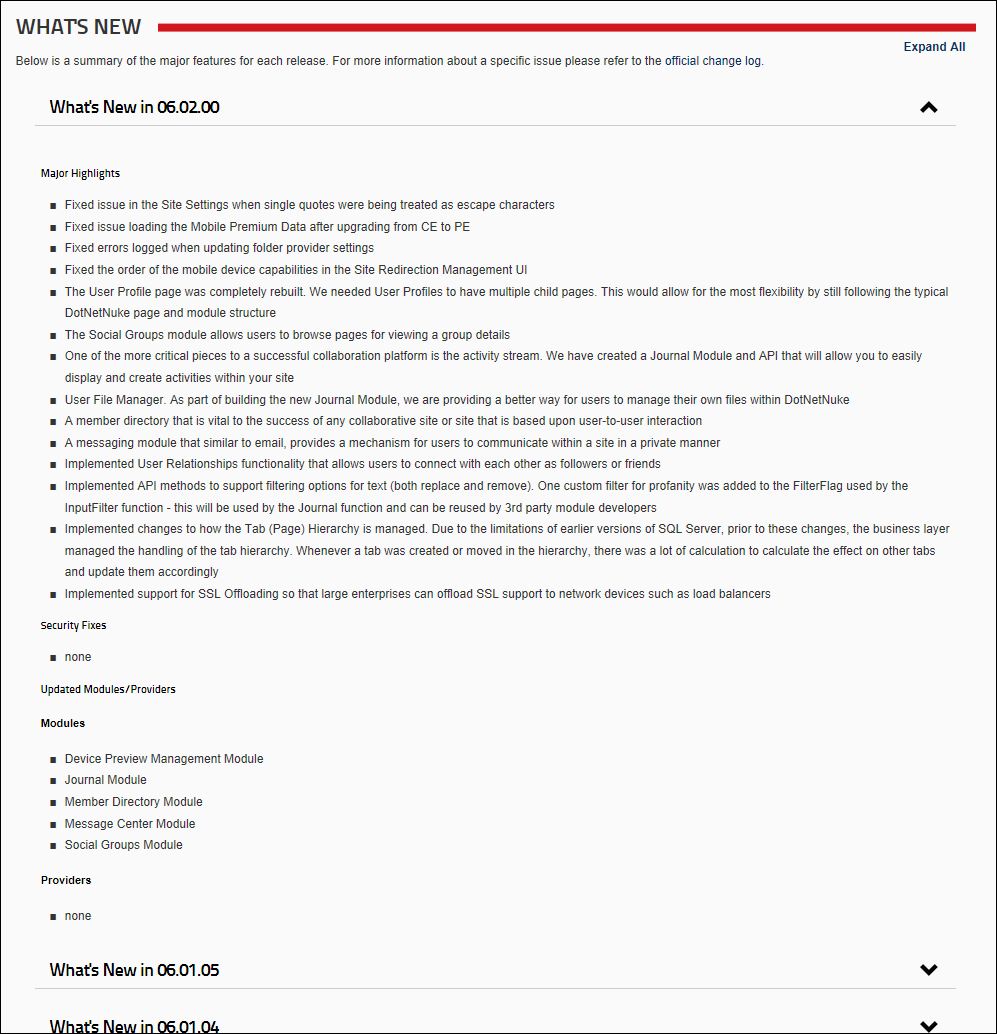 WHAT'S NEW
Expand All
Below is a summary of the major features for each release. For more information about a specific issue please refer to the official change log.
What's New in 06.02.00
Major Highlights
Fixed issue in the Site Settings when single quotes were being treated as escape characters
Fixed issue loading the Mobile Premium Data after upgrading from CE to PE
Fixed errors logged when updating folder provider settings
Fixed the order of the mobile device capabilities in the Site Redirection Management UI
The User Profile page was completely rebuilt. We needed User Profiles to have multiple child pages. This would allow for the most flexibility by still following the typical
DotNetNuke page and module structure
The Social Groups module allows users to browse pages for viewing a group details
One of the more critical pieces to a successful collaboration platform is the activity stream. We have created a Journal Module and API that will allow you to easily
display and create activities within your site
User File Manager. As part of building the new Journal Module, we are providing a better way for users to manage their own files within DotNetNuke
A member directory that is vital to the success of any collaborative site or site that is based upon user-to-user interaction
A messaging module that similar to email, provides a mechanism for users to communicate within a site in a private manner
Implemented User Relationships functionality that allows users to connect with each other as followers or friends
Implemented API methods to support filtering options for text (both replace and remove). One custom filter for profanity was added to the FilterFlag used by the
InputFilter function - this will be used by the Journal function and can be reused by 3rd party module developers
Implemented changes to how the Tab (Page) Hierarchy is managed. Due to the limitations of earlier versions of SQL Server, prior to these changes, the business layer
managed the handling of the tab hierarchy. Whenever a tab was created or moved in the hierarchy, there was a lot of calculation to calculate the effect on other tabs
and update them accordingly
Implemented support for SSL Offloading so that large enterprises can offload SSL support to network devices such as load balancers
Security Fixes
none
Updated Modules/Providers
Modules
Device Preview Management Module
Journal Module
Member Directory Module
Message Center Module
Social Groups Module
Providers
none
What's New in 06.01.05
What's New in 06.01.04